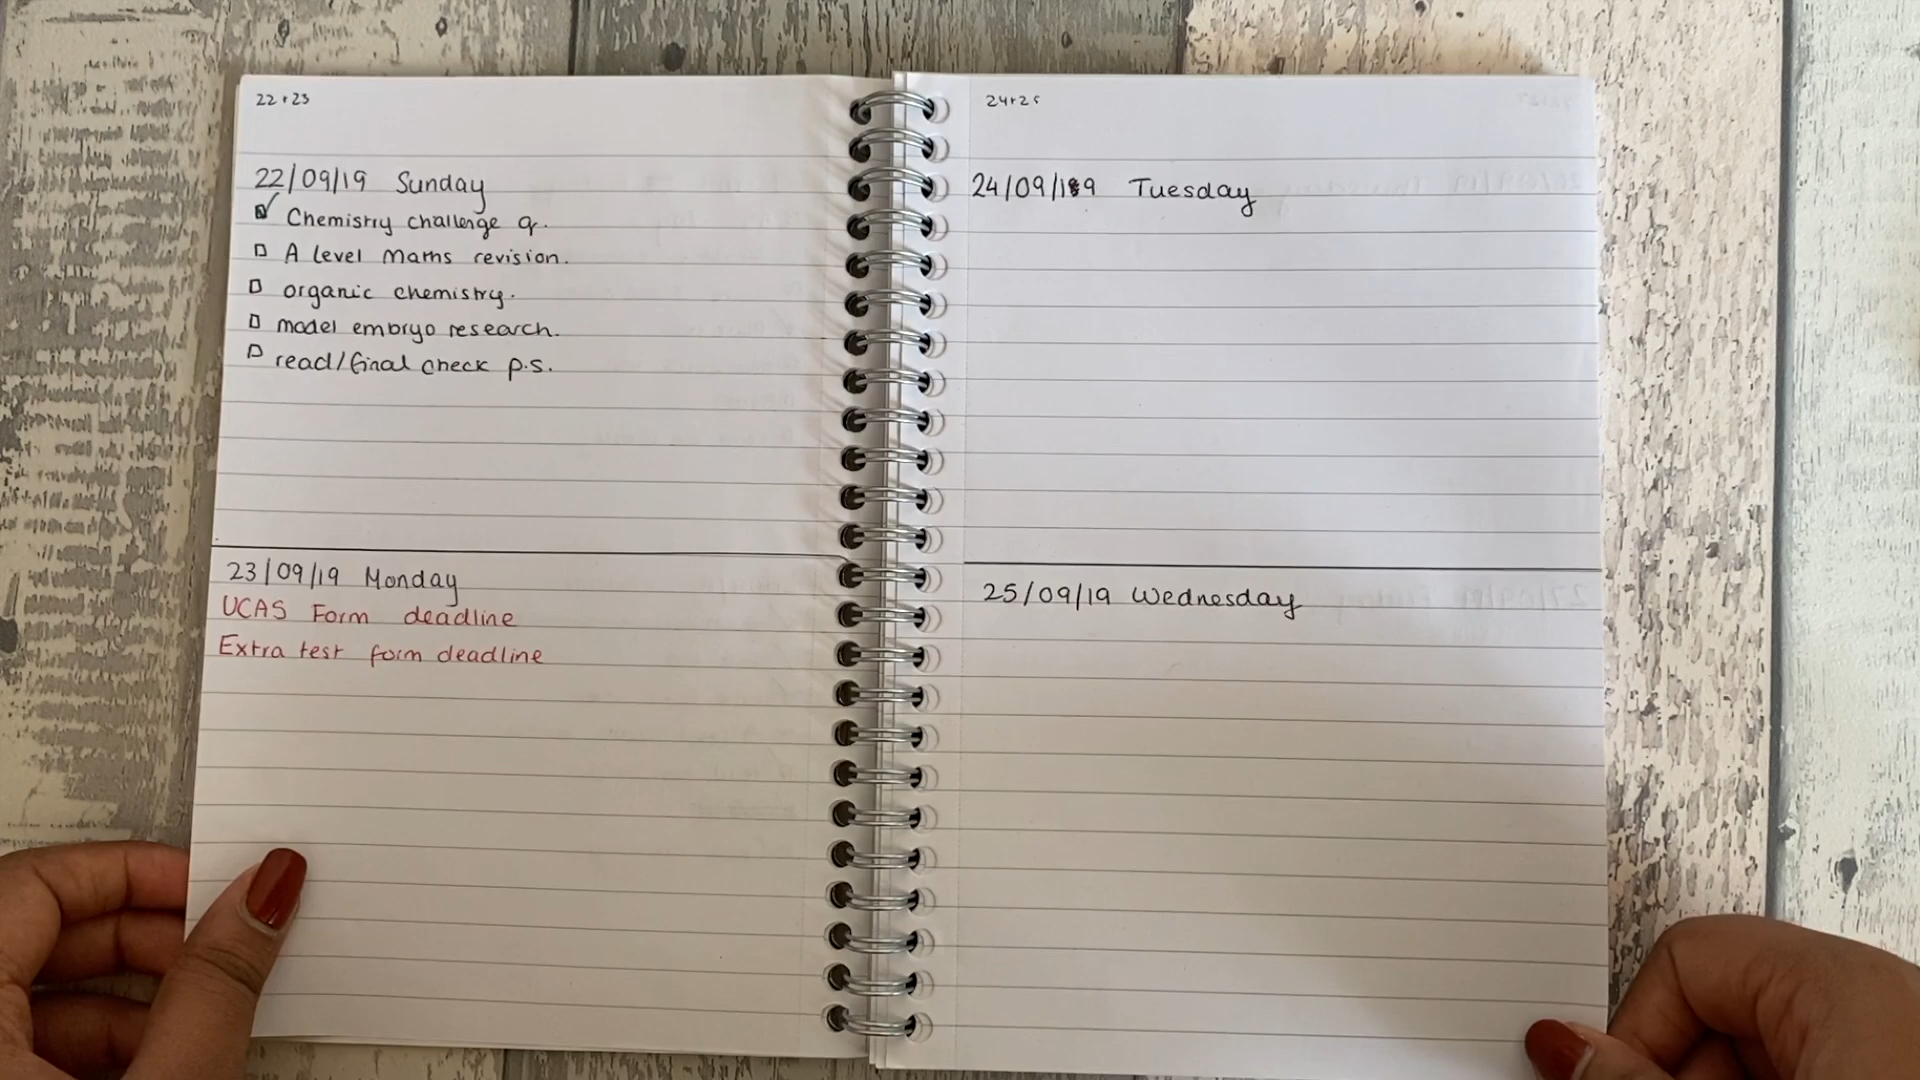 22+23
22/09/19 Sunday
Chemistry challenge q.
A level Maths revision.
organic chemistry.
model embryo research.
read/final check p.s.
23/09/19 Monday
UCAS Form deadline
Extra test form deadline
24+25
24/09/19 Tuesday
25/09/19 Wednesday